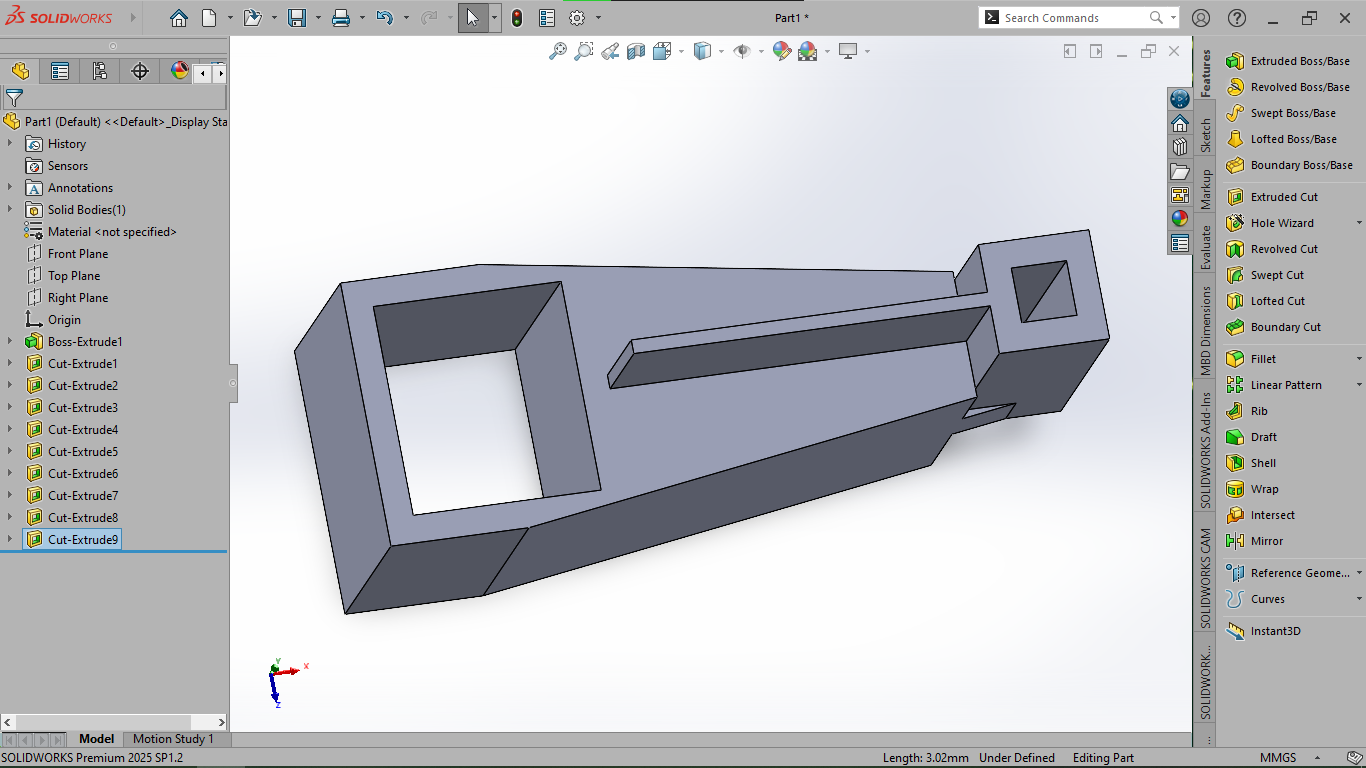 SOLIDWORKS
Part1 *
Search Commands
Part1 (Default) <<Default>_Display Sta
History
Sensors
Annotations
Solid Bodies(1)
Material <not specified>
Front Plane
Top Plane
Right Plane
Origin
Boss-Extrude1
Cut-Extrude1
Cut-Extrude2
Cut-Extrude3
Cut-Extrude4
Cut-Extrude5
Cut-Extrude6
Cut-Extrude7
Cut-Extrude8
Cut-Extrude9
Y
X
Z
Features
Sketch
Markup
Evaluate
MBD Dimensions
SOLIDWORKS Add-Ins
SOLIDWORKS CAM
SOLIDWORK...
Extruded Boss/Base
Revolved Boss/Base
Swept Boss/Base
Lofted Boss/Base
Boundary Boss/Base
Extruded Cut
Hole Wizard
Revolved Cut
Swept Cut
Lofted Cut
Boundary Cut
Fillet
Linear Pattern
Rib
Draft
Shell
Wrap
Intersect
Mirror
Reference Geome...
Curves
Instant3D
Model
Motion Study 1
SOLIDWORKS Premium 2025 SP1.2
Length: 3.02mm
Under Defined
Editing Part
MMGS